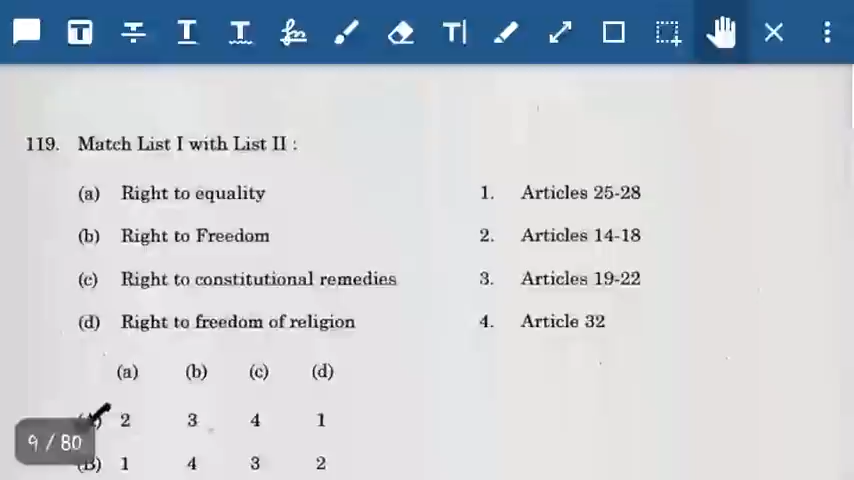 119. Match List I with List II :
(a) Right to equality 1. Articles 25-28
(b) Right to Freedom 2. Articles 14-18
(c) Right to constitutional remedies 3. Articles 19-22
(d) Right to freedom of religion 4. Article 32
(a) (b) (c) (d)
2 3 4 1
9 / 80
(B) 1 4 3 2